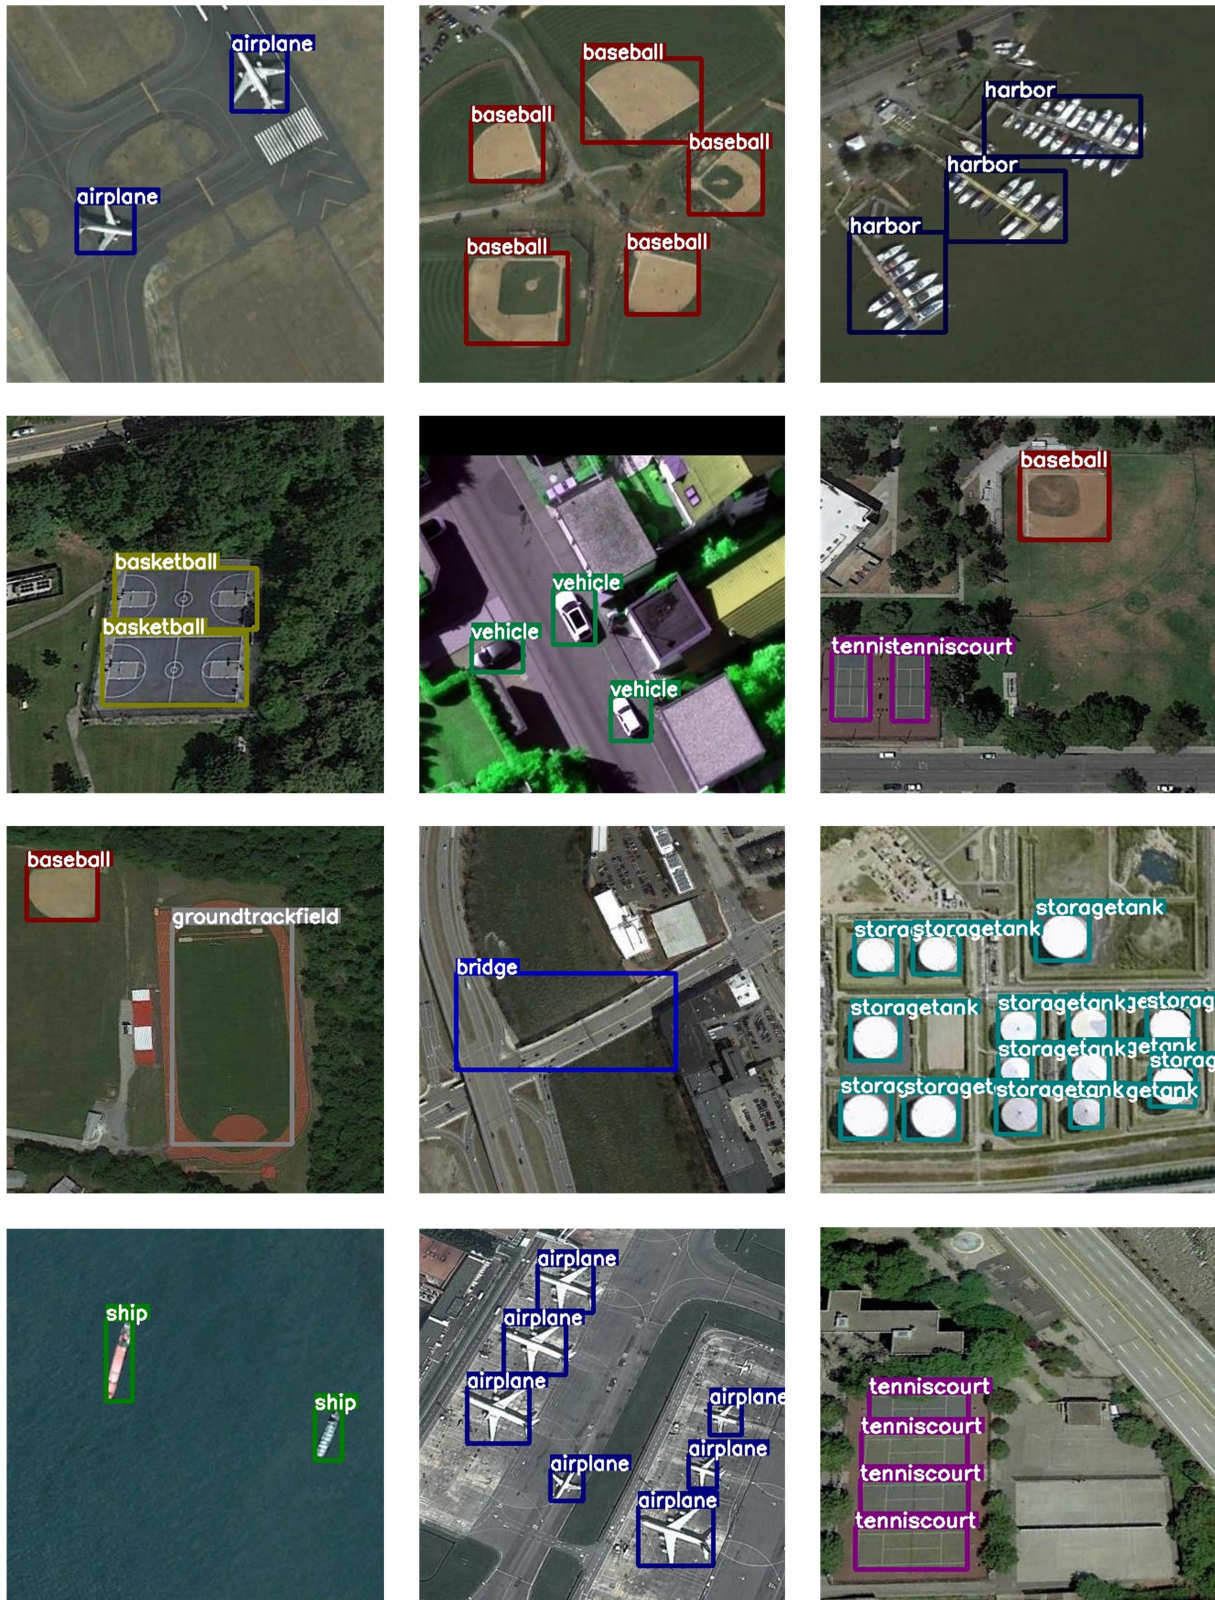 airplane
airplane
baseball
baseball
baseball
baseball
baseball
harbor
harbor
harbor
basketball
basketball
vehicle
vehicle
vehicle
baseball
tennis
tenniscourt
baseball
groundtrackfield
bridge
storagetank
storagetank
storagetank
storagetank
storagetank
storagetank
ship
ship
airplane
airplane
airplane
airplane
airplane
airplane
airplane
tenniscourt
tenniscourt
tenniscourt
tenniscourt